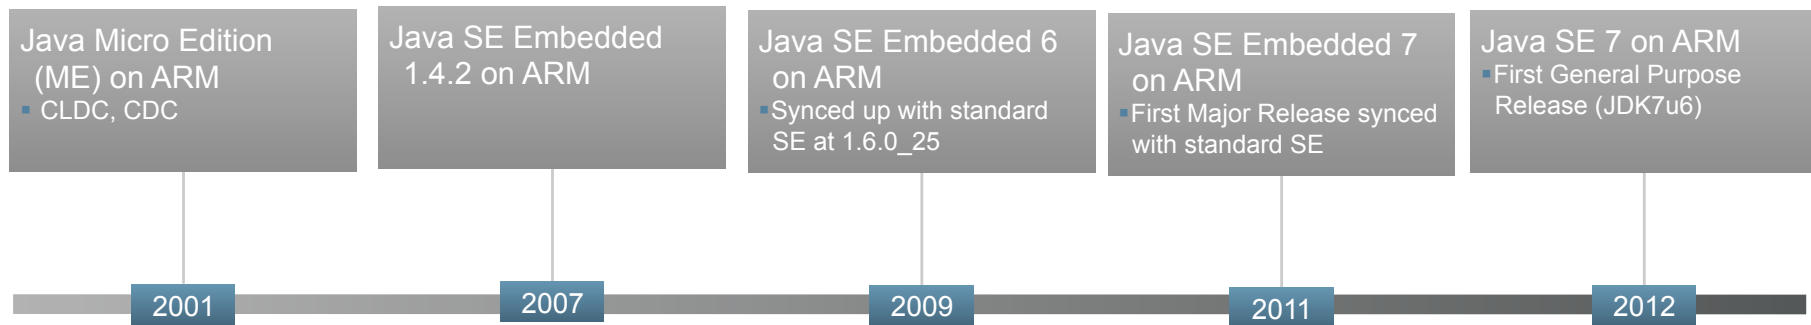 Java Micro Edition
(ME) on ARM
▪ CLDC, CDC
Java SE Embedded
1.4.2 on ARM
Java SE Embedded 6
on ARM
▪Synced up with standard
SE at 1.6.0_25
Java SE Embedded 7
on ARM
▪First Major Release synced
with standard SE
Java SE 7 on ARM
▪First General Purpose
Release (JDK7u6)
2001
2007
2009
2011
2012